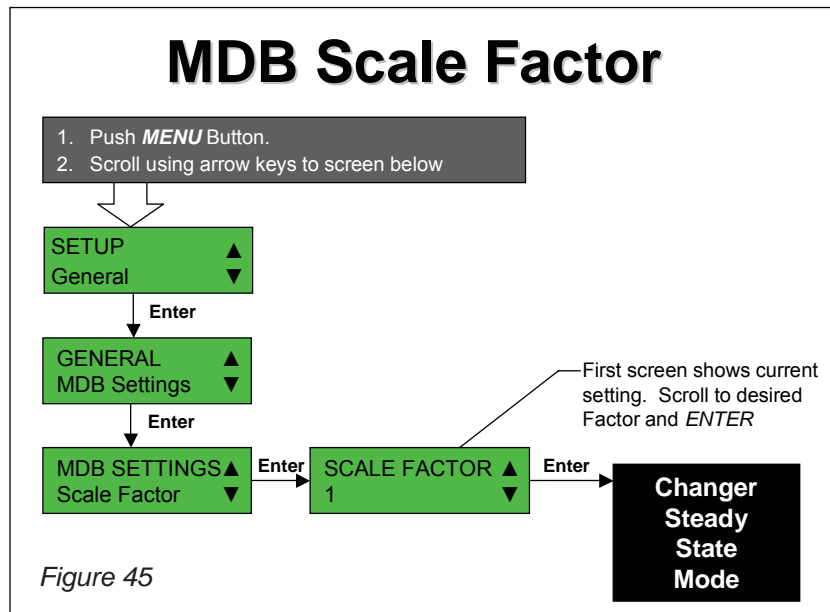 MDB Scale Factor
1. Push MENU Button.
2. Scroll using arrow keys to screen below
SETUP ▲
General ▼
Enter
GENERAL ▲
MDB Settings ▼
Enter
First screen shows current
setting. Scroll to desired
Factor and ENTER
MDB SETTINGS ▲
Scale Factor ▼
Enter
SCALE FACTOR ▲
1 ▼
Enter
Changer
Steady
State
Mode
Figure 45